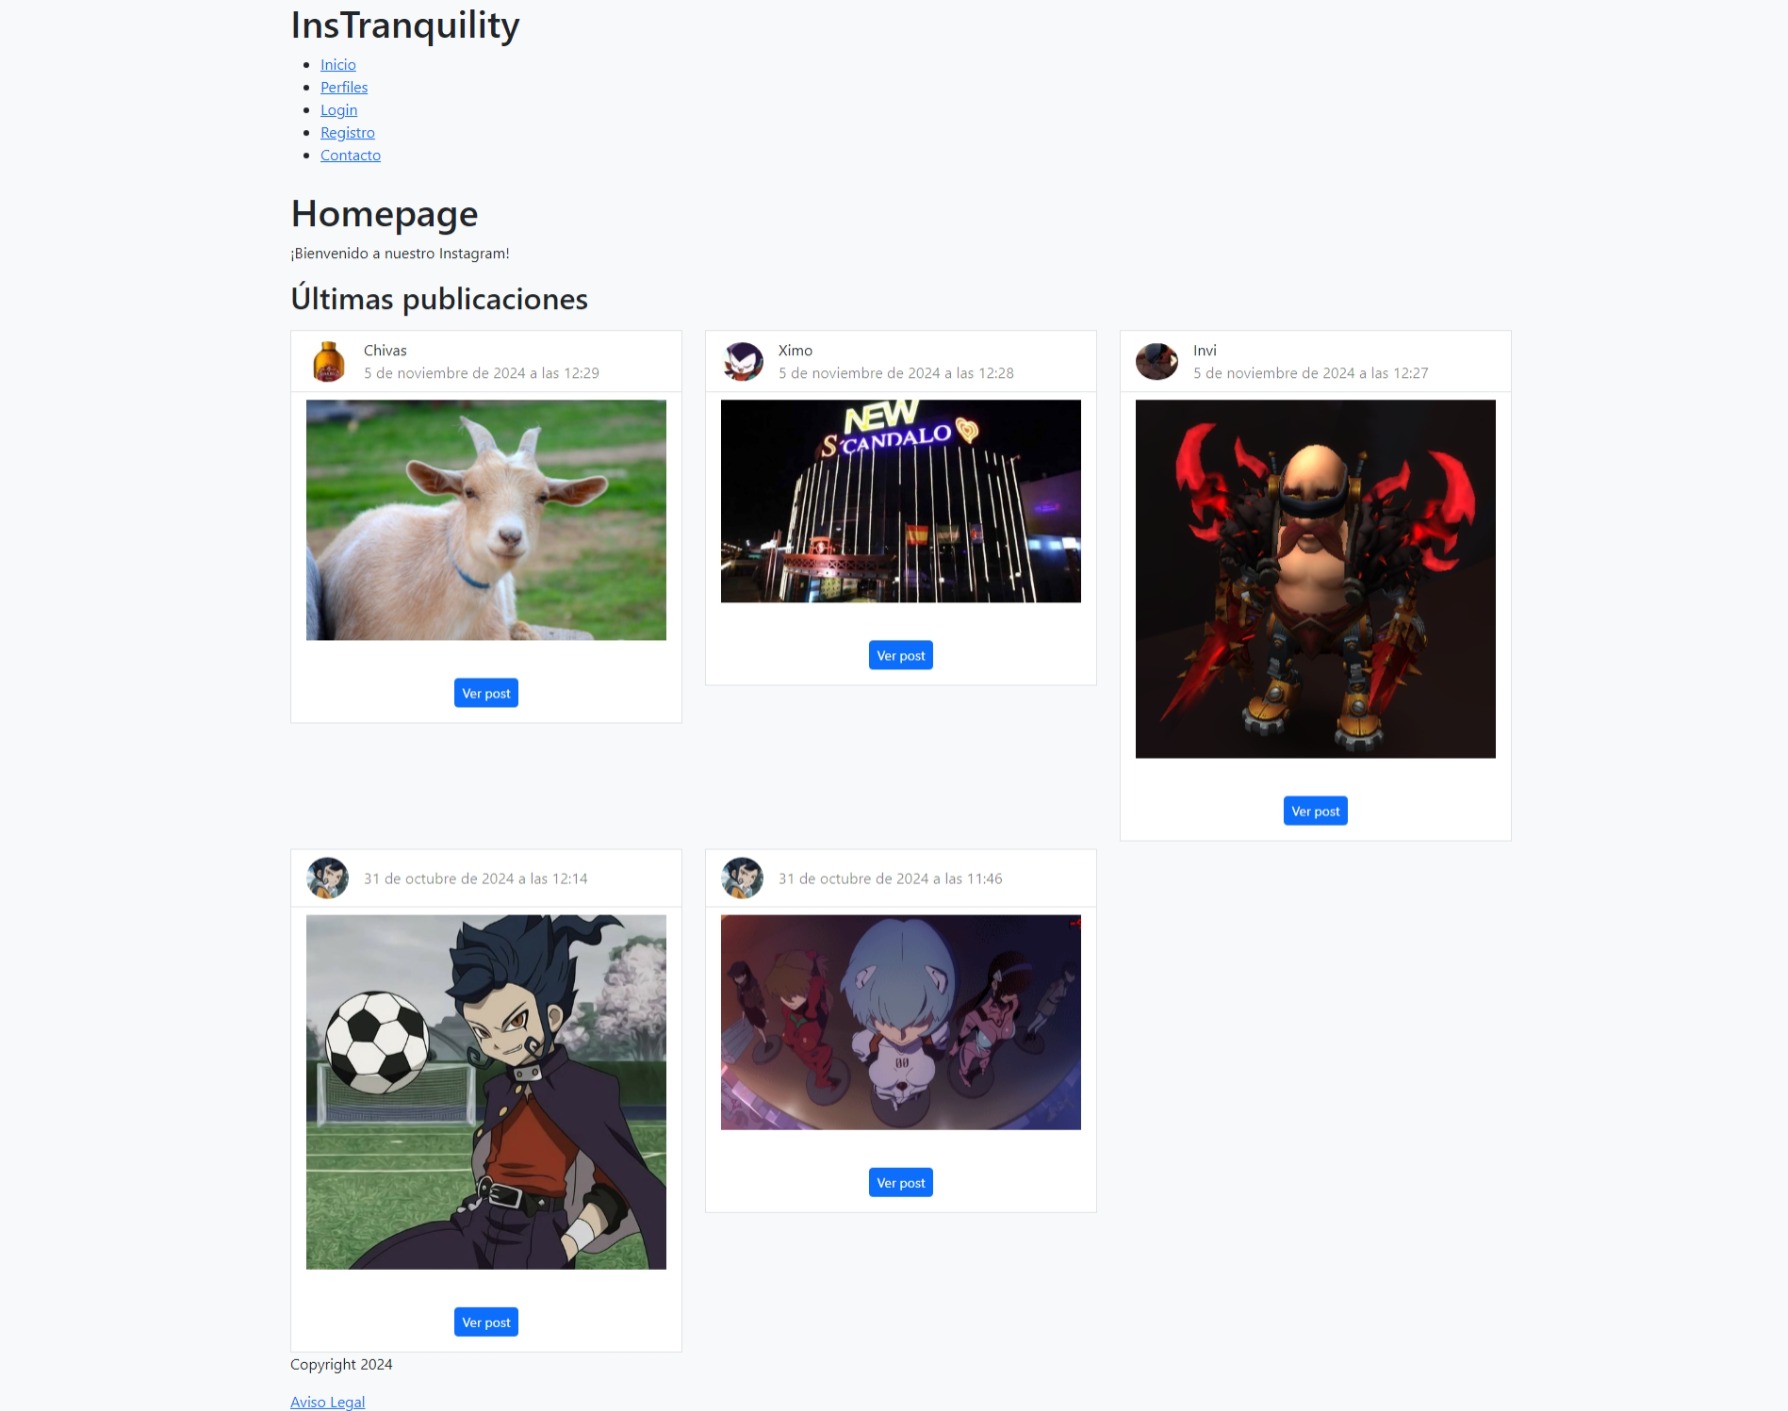 InsTranquility
Inicio
Perfiles
Login
Registro
Contacto
Homepage
¡Bienvenido a nuestro Instagram!
Últimas publicaciones
Chivas
5 de noviembre de 2024 a las 12:29
Ver post
Ximo
5 de noviembre de 2024 a las 12:28
NEW
S'CANDALO
Ver post
Invi
5 de noviembre de 2024 a las 12:27
Ver post
31 de octubre de 2024 a las 12:14
Ver post
31 de octubre de 2024 a las 11:46
00
Ver post
Copyright 2024
Aviso Legal